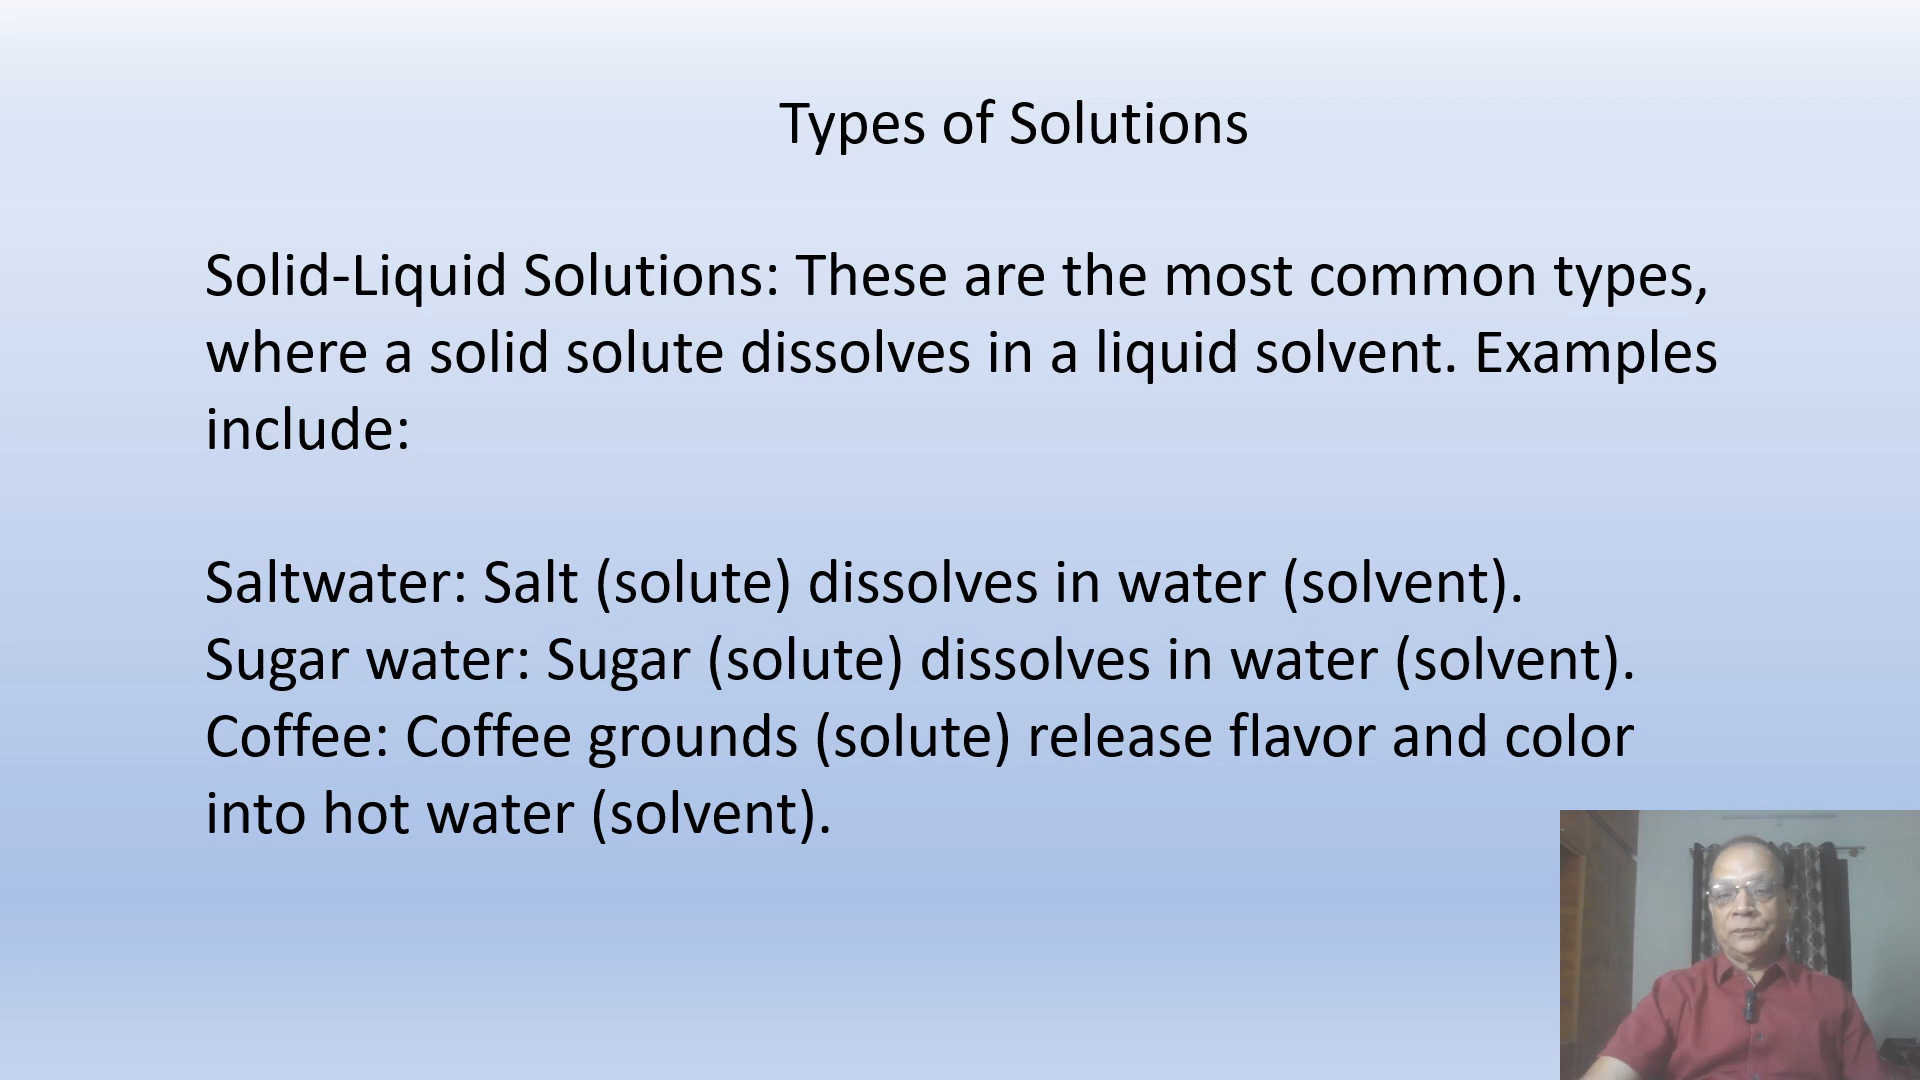 Types of Solutions
Solid-Liquid Solutions: These are the most common types,
where a solid solute dissolves in a liquid solvent. Examples
include:
Saltwater: Salt (solute) dissolves in water (solvent).
Sugar water: Sugar (solute) dissolves in water (solvent).
Coffee: Coffee grounds (solute) release flavor and color
into hot water (solvent).